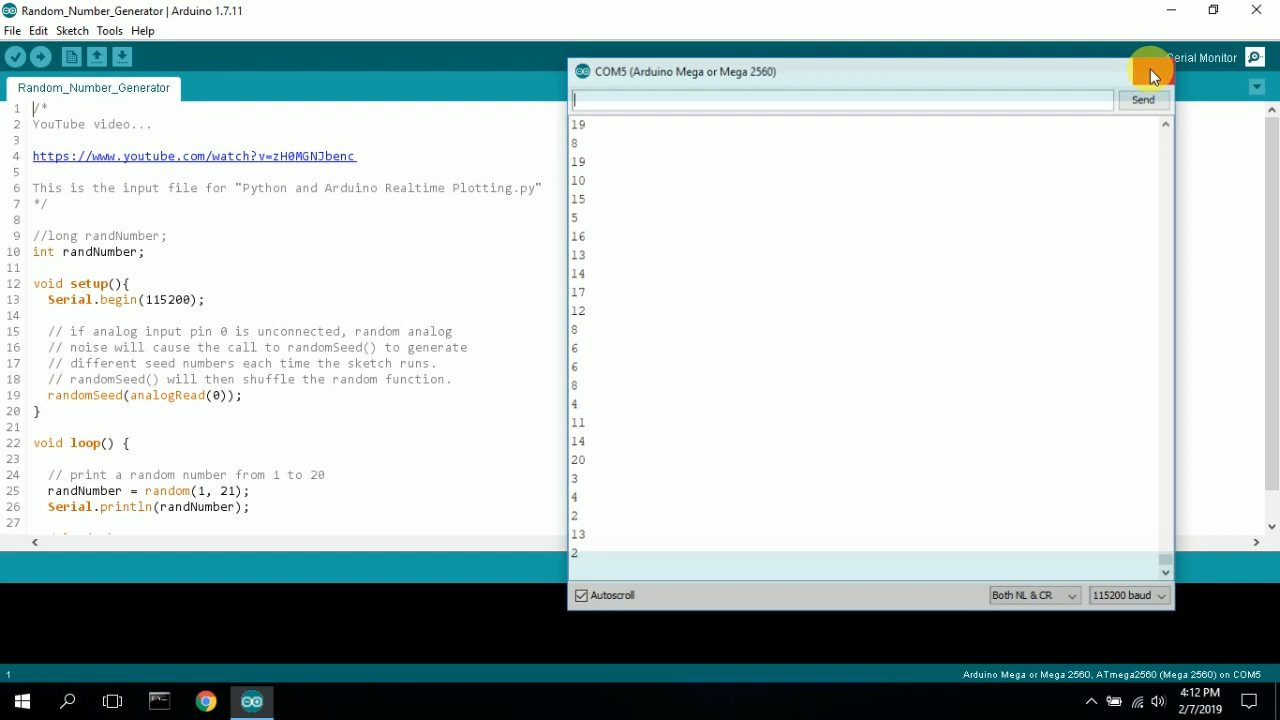 Random_Number_Generator | Arduino 1.7.11
File Edit Sketch Tools Help
Serial Monitor
Random_Number_Generator
1 /*
2 YouTube video...
3
4 https://www.youtube.com/watch?v=zH0MGNJbenc
5
6 This is the input file for "Python and Arduino Realtime Plotting.py"
7 */
8
9 //long randNumber;
10 int randNumber;
11
12 void setup(){
13 Serial.begin(115200);
14
15 // if analog input pin 0 is unconnected, random analog
16 // noise will cause the call to randomSeed() to generate
17 // different seed numbers each time the sketch runs.
18 // randomSeed() will then shuffle the random function.
19 randomSeed(analogRead(0));
20 }
21
22 void loop() {
23
24 // print a random number from 1 to 20
25 randNumber = random(1, 21);
26 Serial.println(randNumber);
27
COM5 (Arduino Mega or Mega 2560)
Send
19
8
19
10
15
5
16
13
14
17
12
8
6
6
8
4
11
14
20
3
4
2
13
2
Autoscroll
Both NL & CR
115200 baud
1
Arduino Mega or Mega 2560, ATmega2560 (Mega 2560) on COM5
4:12 PM
2/7/2019